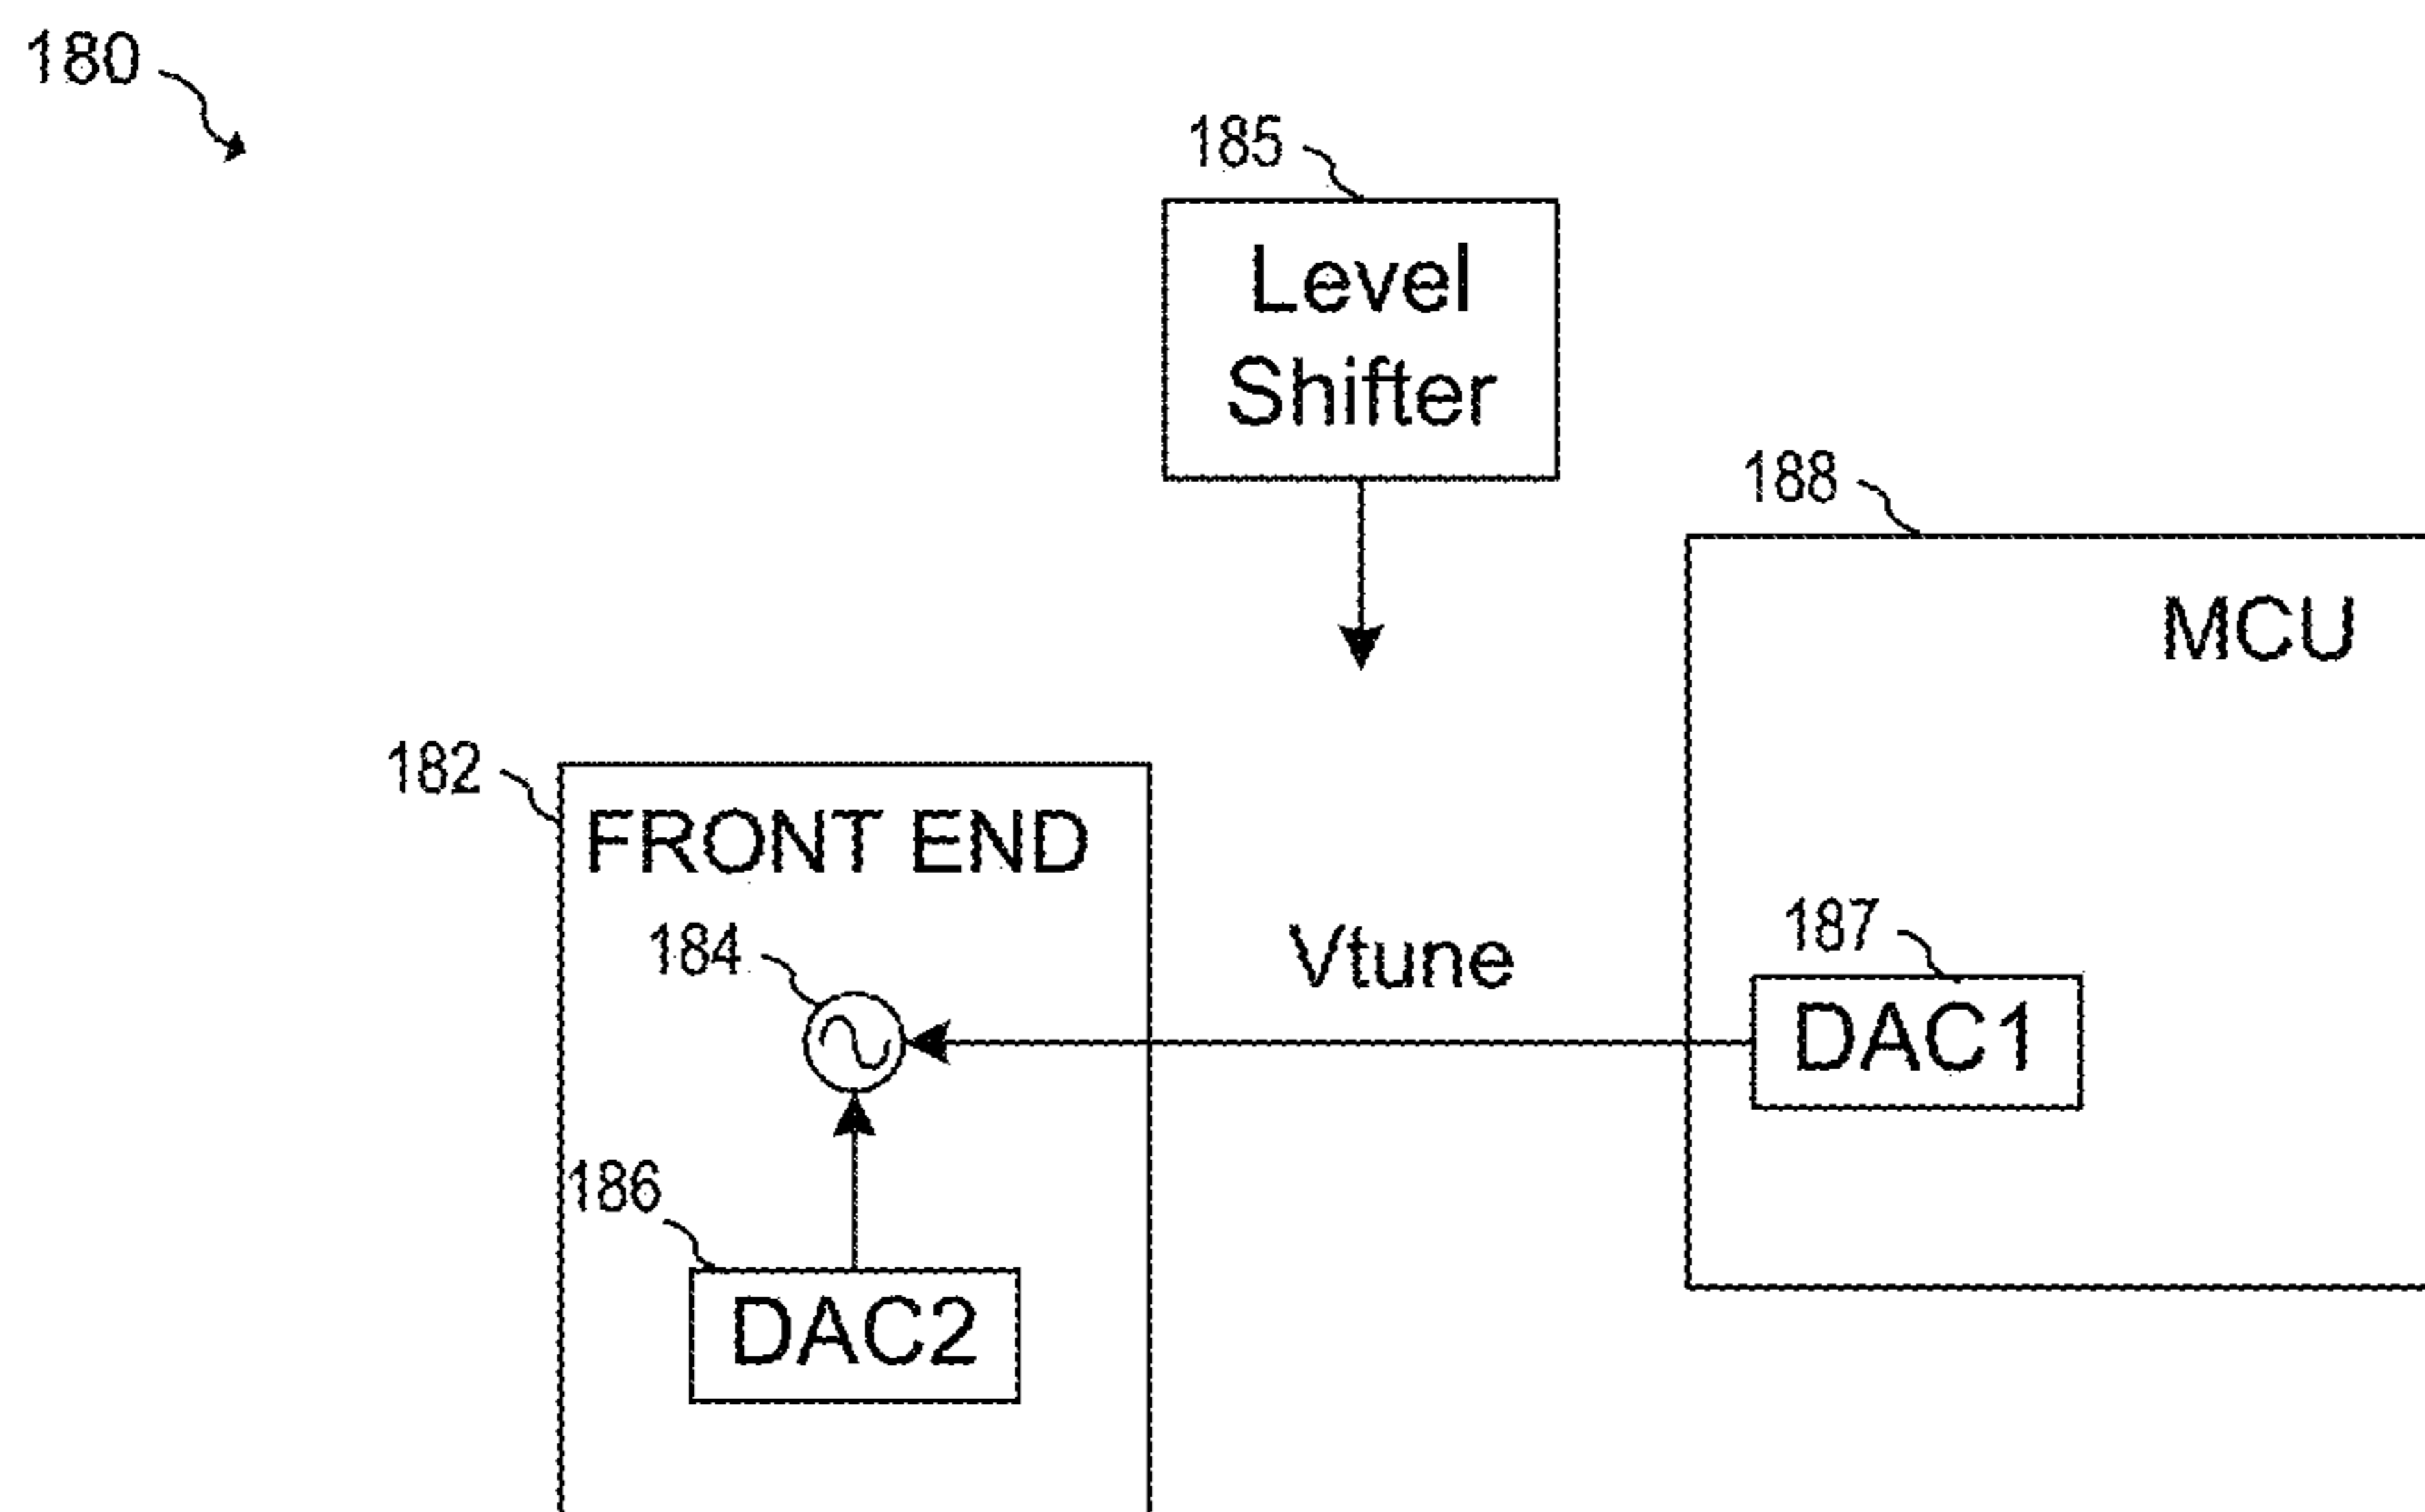 180
185
Level
Shifter
188
MCU
182
FRONT END
184
Vtune
187
DAC1
186
DAC2